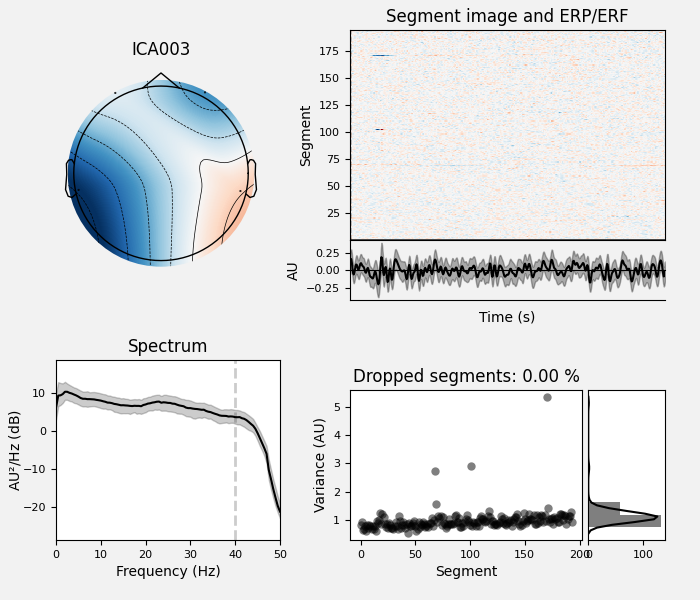 Segment image and ERP/ERF
ICA003
Segment
175
150
125
100
75
50
25
AU
0.25
0.00
−0.25
Time (s)
Spectrum
AU²/Hz (dB)
10
0
−10
−20
0 10 20 30 40 50
Frequency (Hz)
Dropped segments: 0.00 %
Variance (AU)
5
4
3
2
1
0 50 100 150 200
Segment
0 100